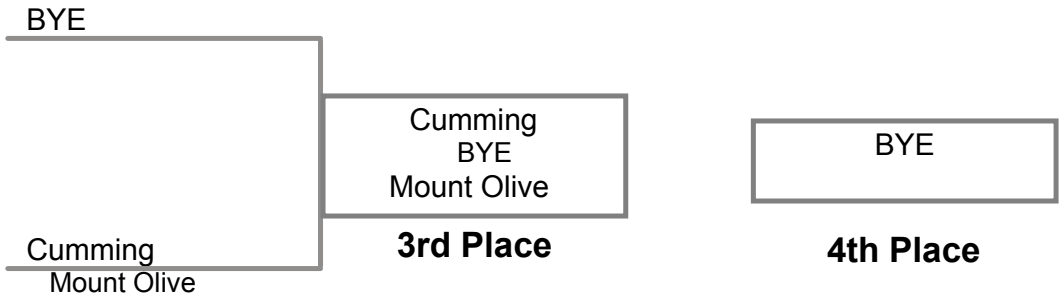 BYE
Cumming
BYE
Mount Olive
BYE
3rd Place
4th Place
Cumming
Mount Olive